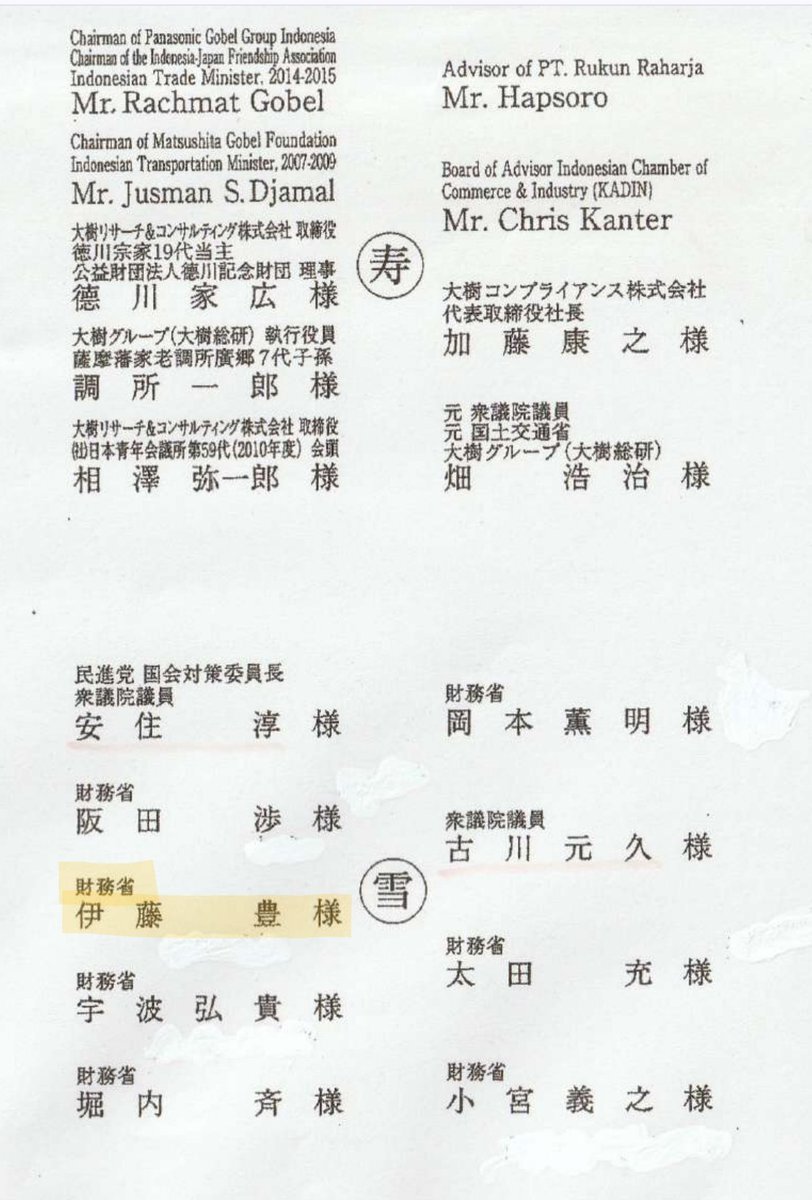 Chairman of Panasonic Gobel Group Indonesia
Chairman of the Indonesia-Japan Friendship Association
Indonesian Trade Minister, 2014-2015
Mr. Rachmat Gobel
Chairman of Matsushita Gobel Foundation
Indonesian Transportation Minister, 2007-2009
Mr. Jusman S.Djamal
大樹リサーチ&コンサルティング株式会社 取締役
徳川宗家19代当主
公益財団法人徳川記念財団 理事
徳川家広様
大樹グループ(大樹総研) 執行役員
薩摩藩家老調所廣郷7代子孫
調所一郎様
大樹リサーチ&コンサルティング株式会社 取締役
(社)日本青年会議所第59代(2010年度) 会頭
相澤弥一郎様
寿
Advisor of PT. Rukun Raharja
Mr. Hapsoro
Board of Advisor Indonesian Chamber of
Commerce & Industry (KADIN)
Mr. Chris Kanter
大樹コンプライアンス株式会社
代表取締役社長
加藤康之様
元 衆議院議員
元 国土交通省
大樹グループ(大樹総研)
畑浩治様
民進党 国会対策委員長
衆議院議員
安住淳様
財務省
阪田渉様
財務省
伊藤豊様
財務省
宇波弘貴様
財務省
堀内斉様
雪
財務省
岡本薫明様
衆議院議員
古川元久様
財務省
太田充様
財務省
小宮義之様